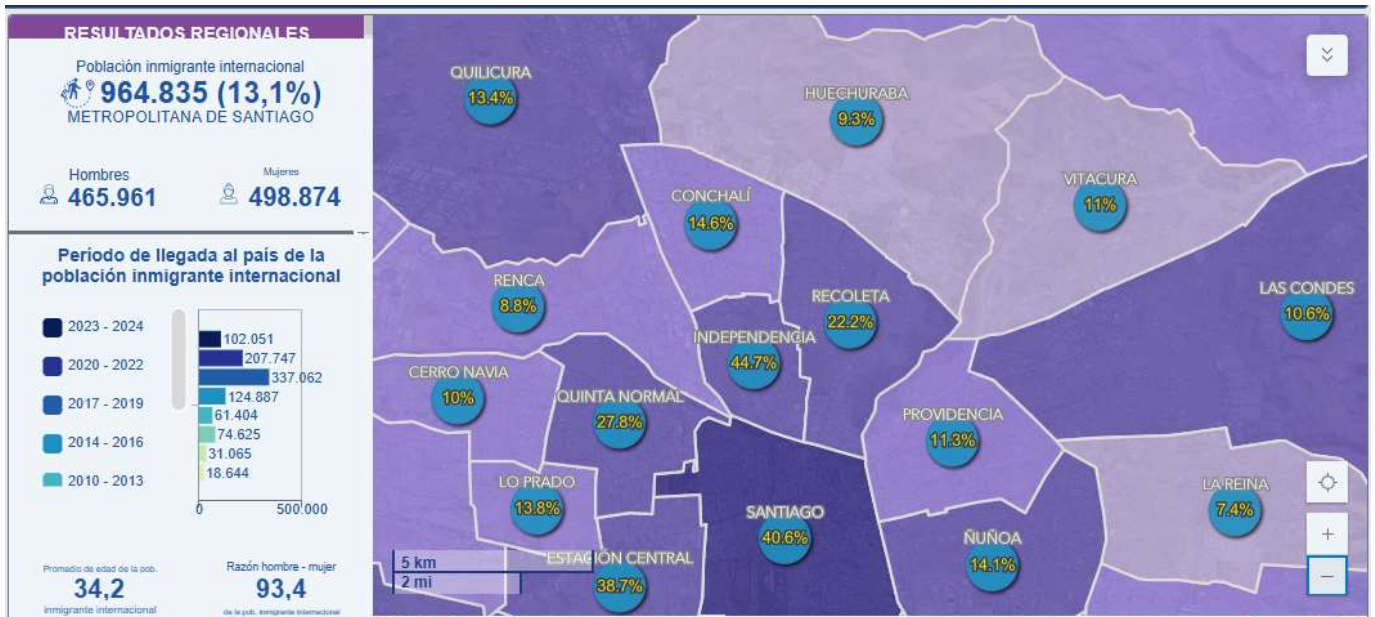 RESULTADOS REGIONALES
Población inmigrante internacional
964.835 (13,1%)
METROPOLITANA DE SANTIAGO
Hombres
465.961
Mujeres
498.874
Período de llegada al país de la
población inmigrante internacional
2023 - 2024
2020 - 2022
2017 - 2019
2014 - 2016
2010 - 2013
102.051
207.747
337.062
124.887
61.404
74.625
31.065
18.644
0
500.000
Promedio de edad de la pob.
34,2
inmigrante internacional
Razón hombre - mujer
93,4
de la pob. inmigrante internacional
QUILICURA
13.4%
HUECHURABA
9.3%
VITACURA
11%
CONCHALÍ
14.6%
LAS CONDES
10.6%
RENCA
8.8%
RECOLETA
22.2%
INDEPENDENCIA
44.7%
CERRO NAVIA
10%
QUINTA NORMAL
27.8%
PROVIDENCIA
11.3%
LO PRADO
13.8%
SANTIAGO
40.6%
LA REINA
7.4%
ÑUÑOA
14.1%
ESTACIÓN CENTRAL
38.7%
5 km
2 mi
+
−